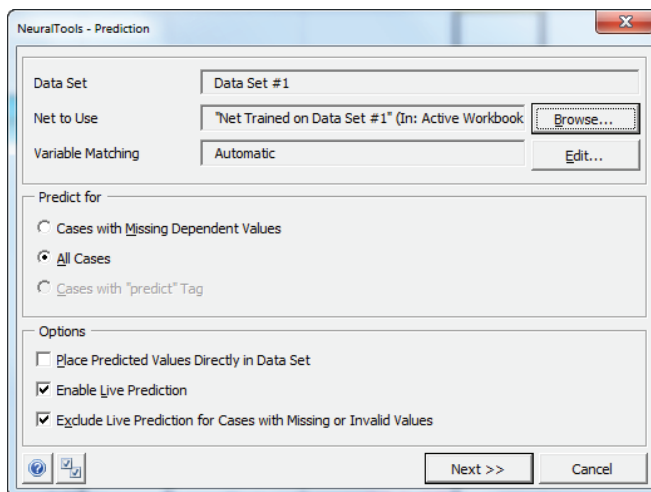 NeuralTools - Prediction
Data Set
Data Set #1
Net to Use
"Net Trained on Data Set #1" (In: Active Workbook
Browse...
Variable Matching
Automatic
Edit...
Predict for
Cases with Missing Dependent Values
All Cases
Cases with "predict" Tag
Options
Place Predicted Values Directly in Data Set
Enable Live Prediction
Exclude Live Prediction for Cases with Missing or Invalid Values
Next >>
Cancel